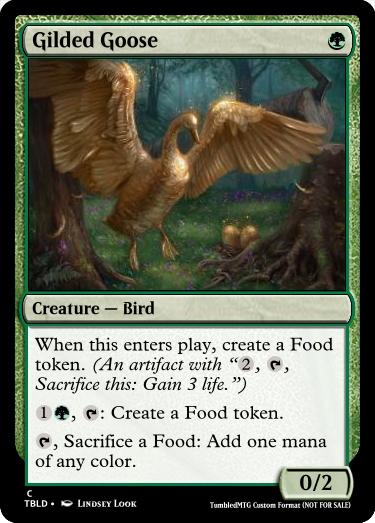 Gilded Goose
Creature — Bird
When this enters play, create a Food
token. (An artifact with “2, T,
Sacrifice this: Gain 3 life.”)
1G, T: Create a Food token.
T, Sacrifice a Food: Add one mana
of any color.
0/2
C
TBLD • Lindsey Look
TumbledMTG Custom Format (NOT FOR SALE)